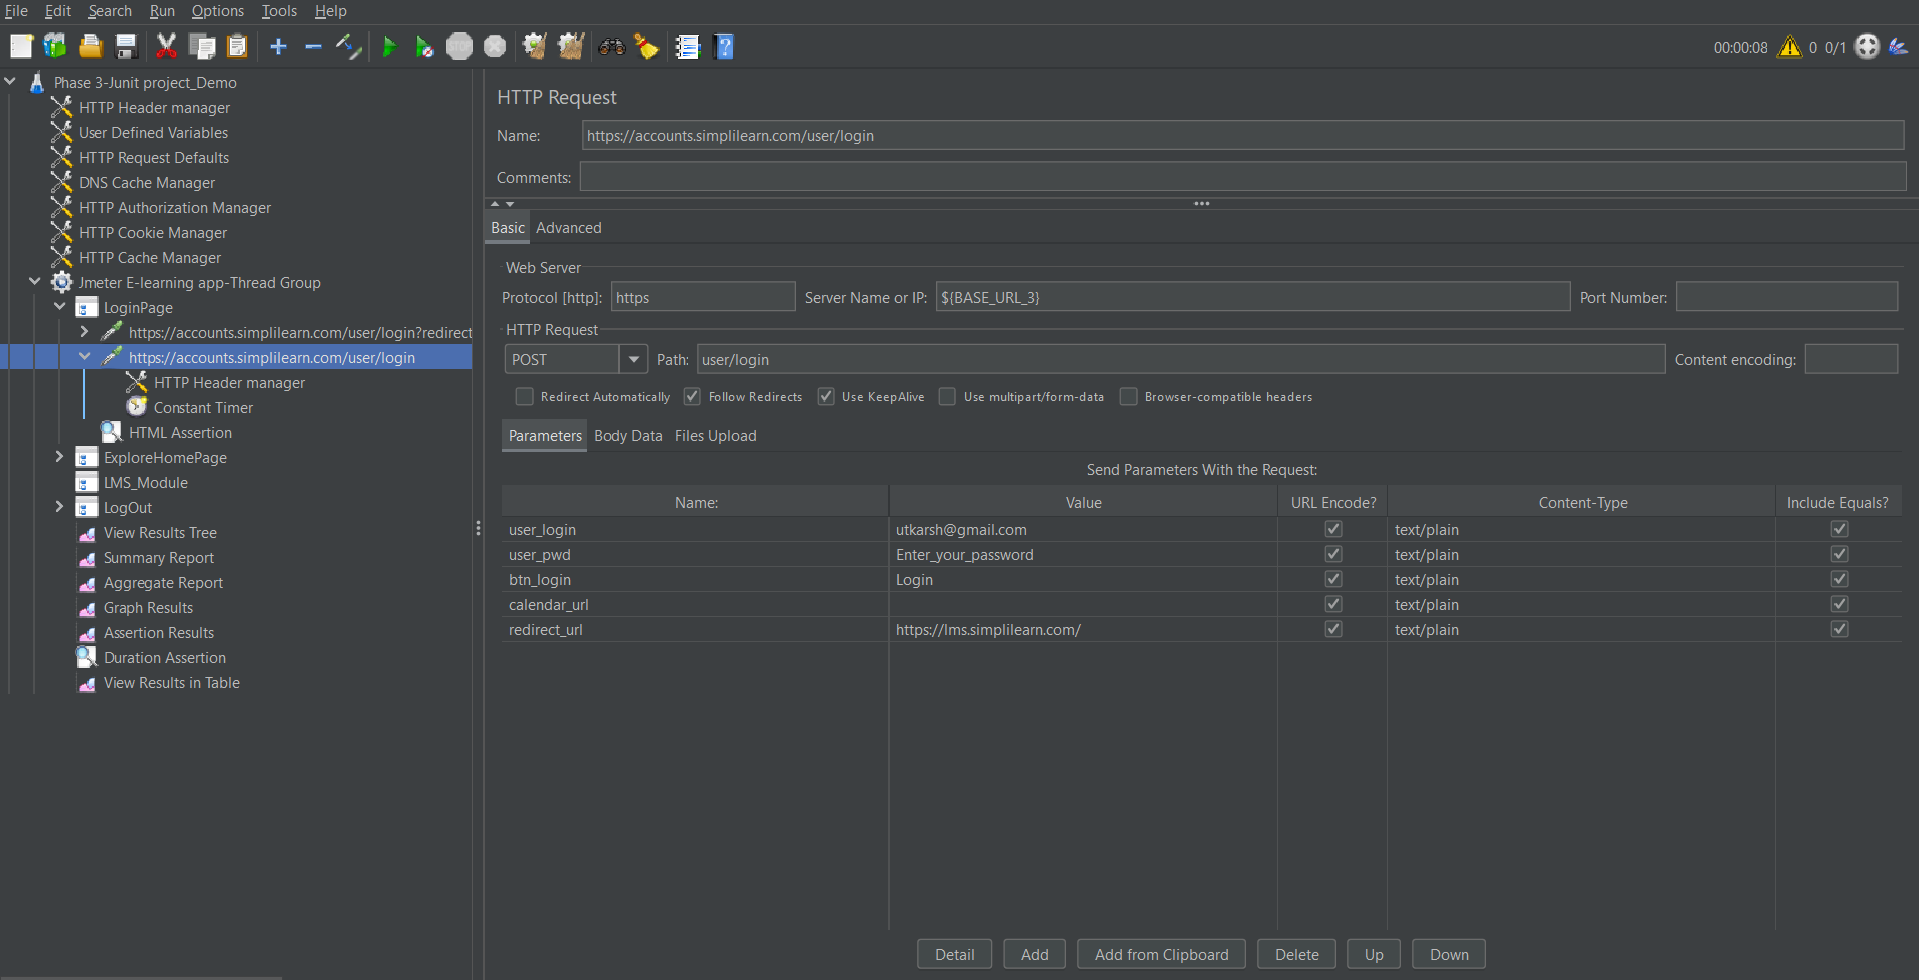 File Edit Search Run Options Tools Help
STOP
00:00:08 0 0/1
Phase 3-Junit project_Demo
HTTP Header manager
User Defined Variables
HTTP Request Defaults
DNS Cache Manager
HTTP Authorization Manager
HTTP Cookie Manager
HTTP Cache Manager
Jmeter E-learning app-Thread Group
LoginPage
https://accounts.simplilearn.com/user/login?redirect
https://accounts.simplilearn.com/user/login
HTTP Header manager
Constant Timer
HTML Assertion
ExploreHomePage
LMS_Module
LogOut
View Results Tree
Summary Report
Aggregate Report
Graph Results
Assertion Results
Duration Assertion
View Results in Table
HTTP Request
Name: https://accounts.simplilearn.com/user/login
Comments:
Basic Advanced
Web Server
Protocol [http]: https Server Name or IP: ${BASE_URL_3} Port Number:
HTTP Request
POST Path: user/login Content encoding:
Redirect Automatically Follow Redirects Use KeepAlive Use multipart/form-data Browser-compatible headers
Parameters Body Data Files Upload
Send Parameters With the Request:
Name: Value URL Encode? Content-Type Include Equals?
user_login utkarsh@gmail.com text/plain
user_pwd Enter_your_password text/plain
btn_login Login text/plain
calendar_url text/plain
redirect_url https://lms.simplilearn.com/ text/plain
Detail Add Add from Clipboard Delete Up Down